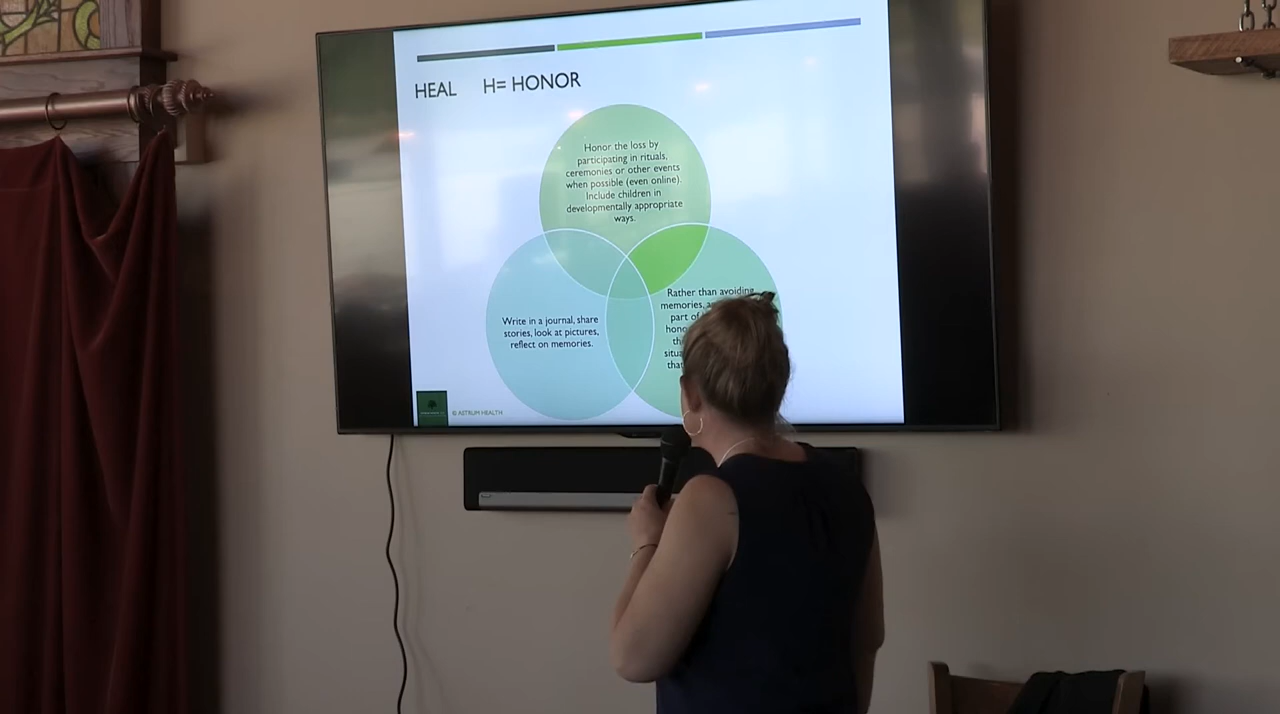 HEAL H= HONOR
Honor the loss by
participating in rituals,
ceremonies or other events
when possible (even online).
Include children in
developmentally appropriate
ways.
Write in a journal, share
stories, look at pictures,
reflect on memories.
Rather than avoiding
memories,
part of
that
© ASTRUM HEALTH